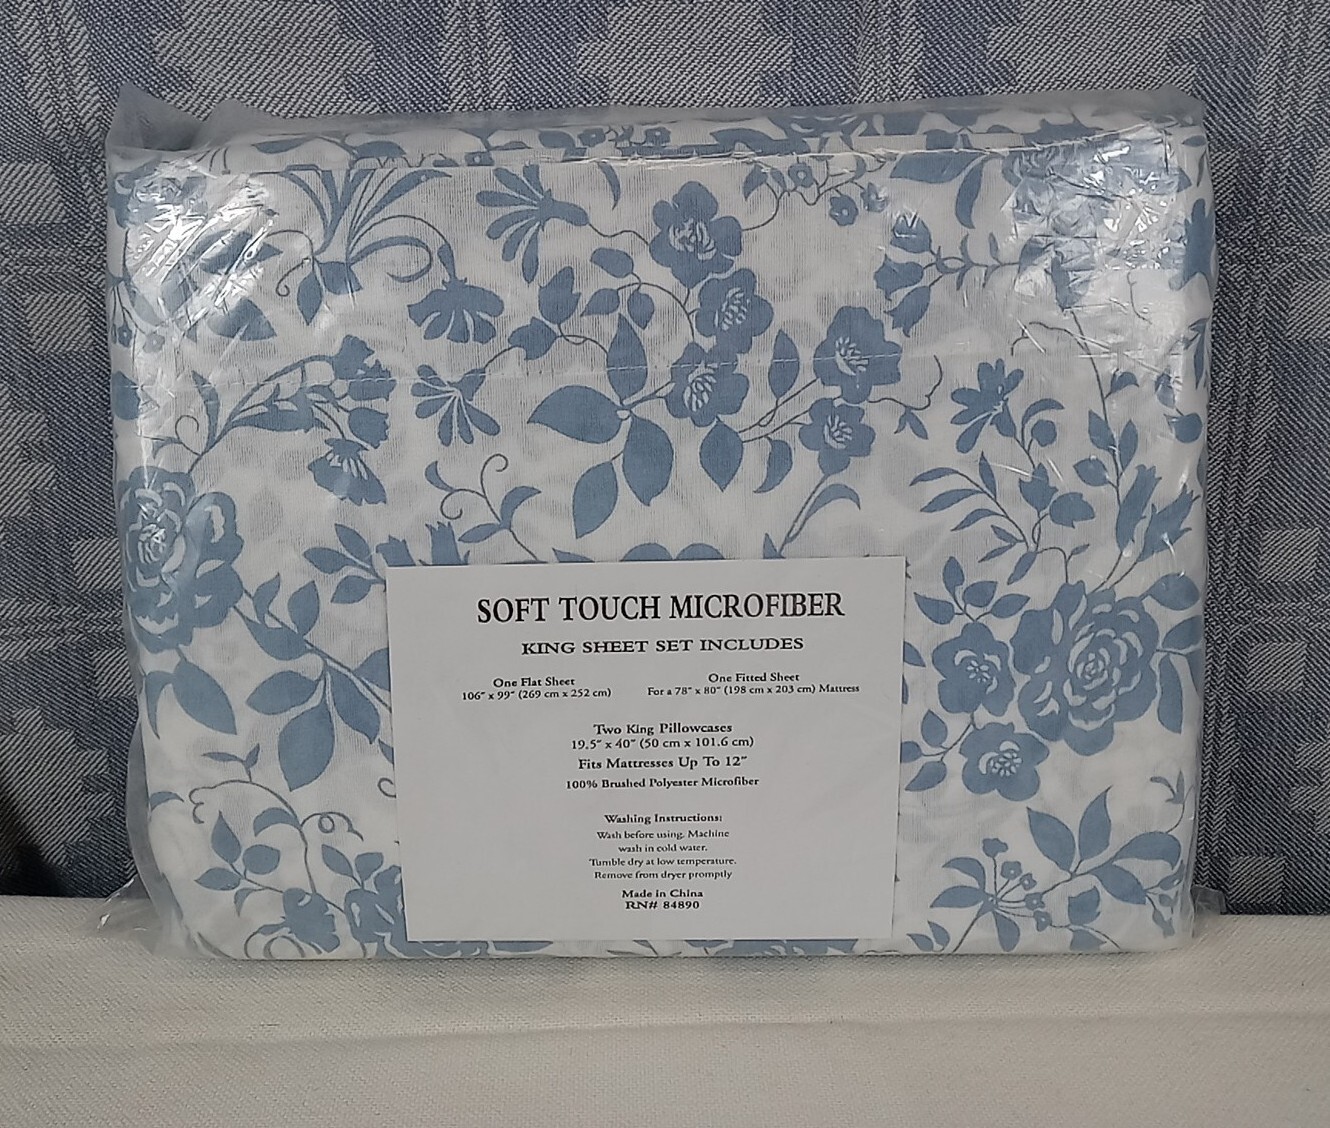 SOFT TOUCH MICROFIBER
KING SHEET SET INCLUDES
One Flat Sheet
106" x 99" (269 cm x 252 cm)
One Fitted Sheet
For a 78" x 80" (198 cm x 203 cm) Mattress
Two King Pillowcases
19.5" x 40" (50 cm x 101.6 cm)
Fits Mattresses Up To 12"
100% Brushed Polyester Microfiber
Washing Instructions:
Wash before using. Machine
wash in cold water.
Tumble dry at low temperature.
Remove from dryer promptly
Made in China
RN# 84890